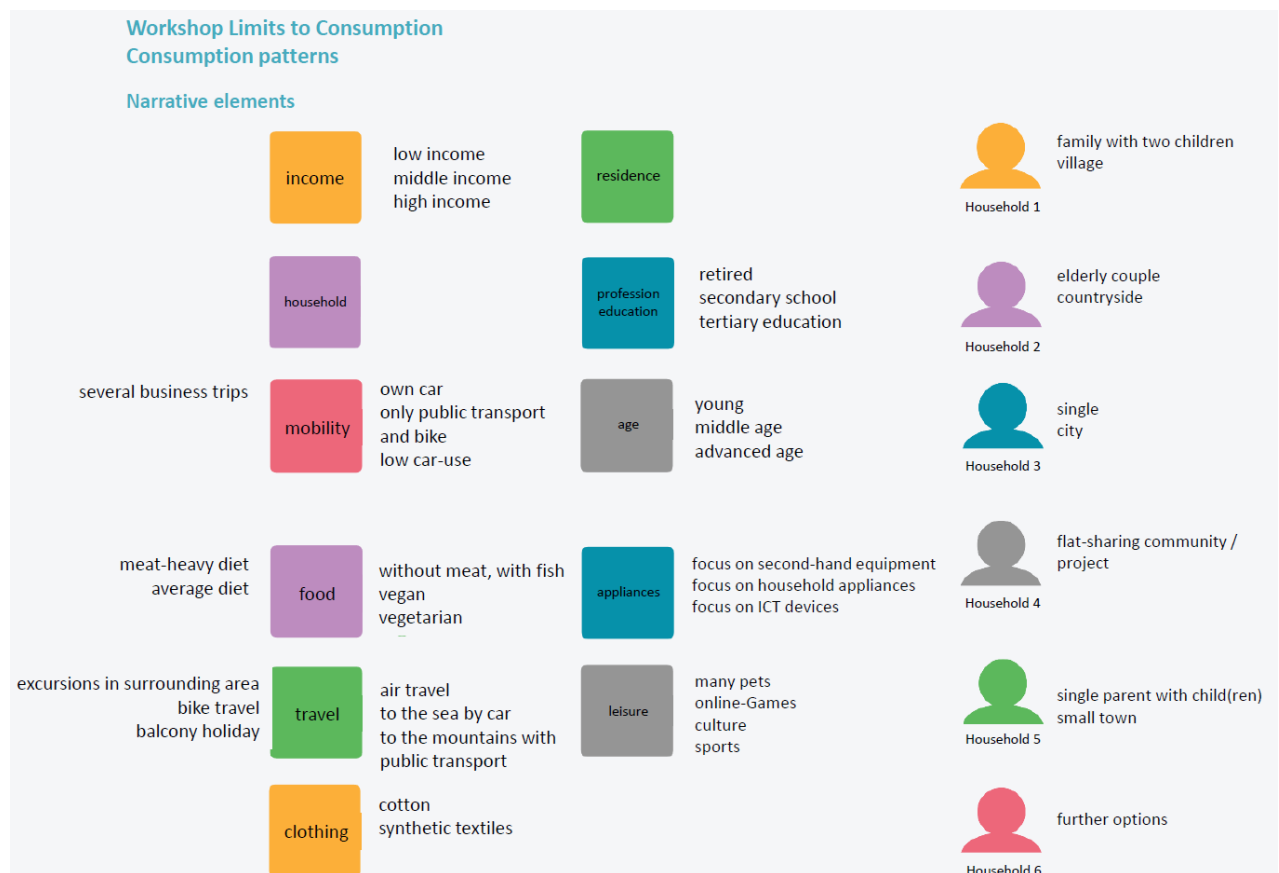 Workshop Limits to Consumption
Consumption patterns
Narrative elements
income
low income
middle income
high income
residence
family with two children
village
Household 1
household
profession
education
retired
secondary school
tertiary education
elderly couple
countryside
Household 2
several business trips
mobility
own car
only public transport
and bike
low car-use
age
young
middle age
advanced age
single
city
Household 3
meat-heavy diet
average diet
food
without meat, with fish
vegan
vegetarian
appliances
focus on second-hand equipment
focus on household appliances
focus on ICT devices
flat-sharing community /
project
Household 4
excursions in surrounding area
bike travel
balcony holiday
travel
air travel
to the sea by car
to the mountains with
public transport
leisure
many pets
online-Games
culture
sports
single parent with child(ren)
small town
Household 5
clothing
cotton
synthetic textiles
further options
Household 6